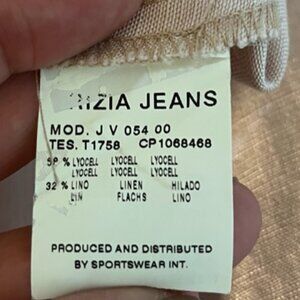 RIZIA JEANS
MOD. J V 054 00
TES. T1758 CP1068468
% LYOCELL LYOCELL LYOCELL
LYOCELL LYOCELL LYOCELL
32 % LINO LINEN HILADO
LIN FLACHS LINO
PRODUCED AND DISTRIBUTED
BY SPORTSWEAR INT.